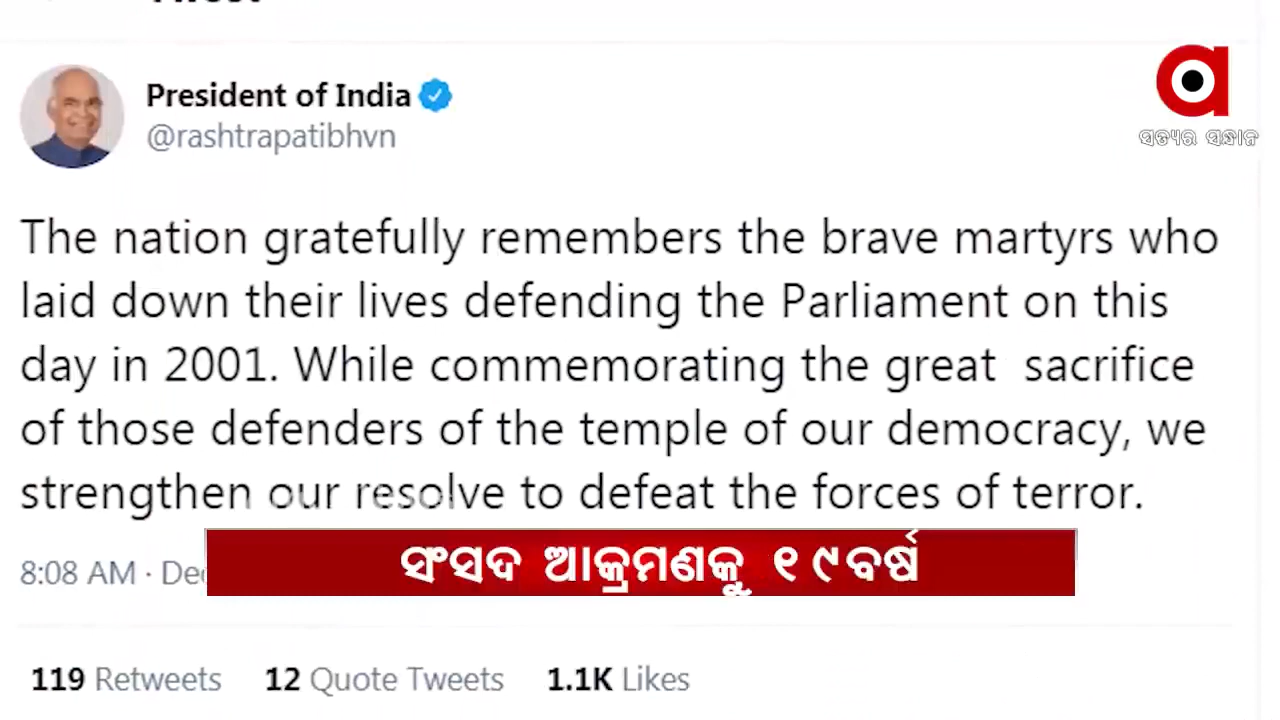 President of India
@rashtrapatibhvn
ସତ୍ୟର ସନ୍ଧାନ
The nation gratefully remembers the brave martyrs who
laid down their lives defending the Parliament on this
day in 2001. While commemorating the great sacrifice
of those defenders of the temple of our democracy, we
strengthen our resolve to defeat the forces of terror.
ସଂସଦ ଆକ୍ରମଣକୁ ୧୯ବର୍ଷ
8:08 AM ·
119 Retweets 12 Quote Tweets 1.1K Likes